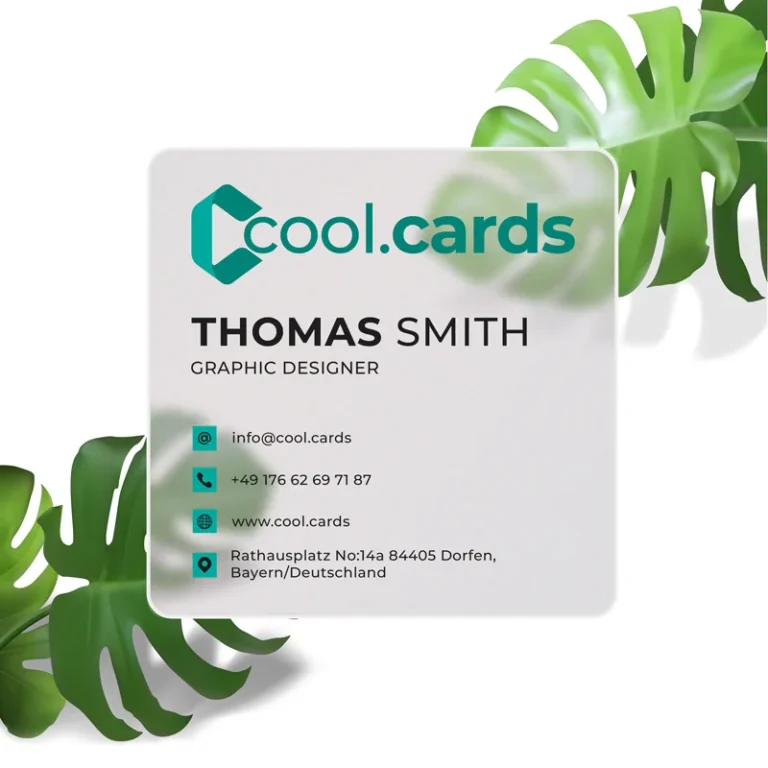 cool.cards
THOMAS SMITH
GRAPHIC DESIGNER
info@cool.cards
+49 176 62 69 71 87
www.cool.cards
Rathausplatz No:14a 84405 Dorfen,
Bayern/Deutschland